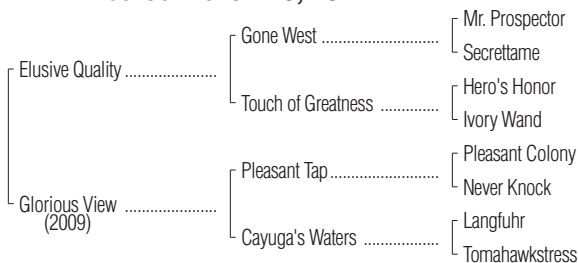 Gone West
Mr. Prospector
Secrettame
Elusive Quality
Touch of Greatness
Hero's Honor
Ivory Wand
Glorious View
(2009)
Pleasant Tap
Pleasant Colony
Never Knock
Cayuga's Waters
Langfuhr
Tomahawkstress